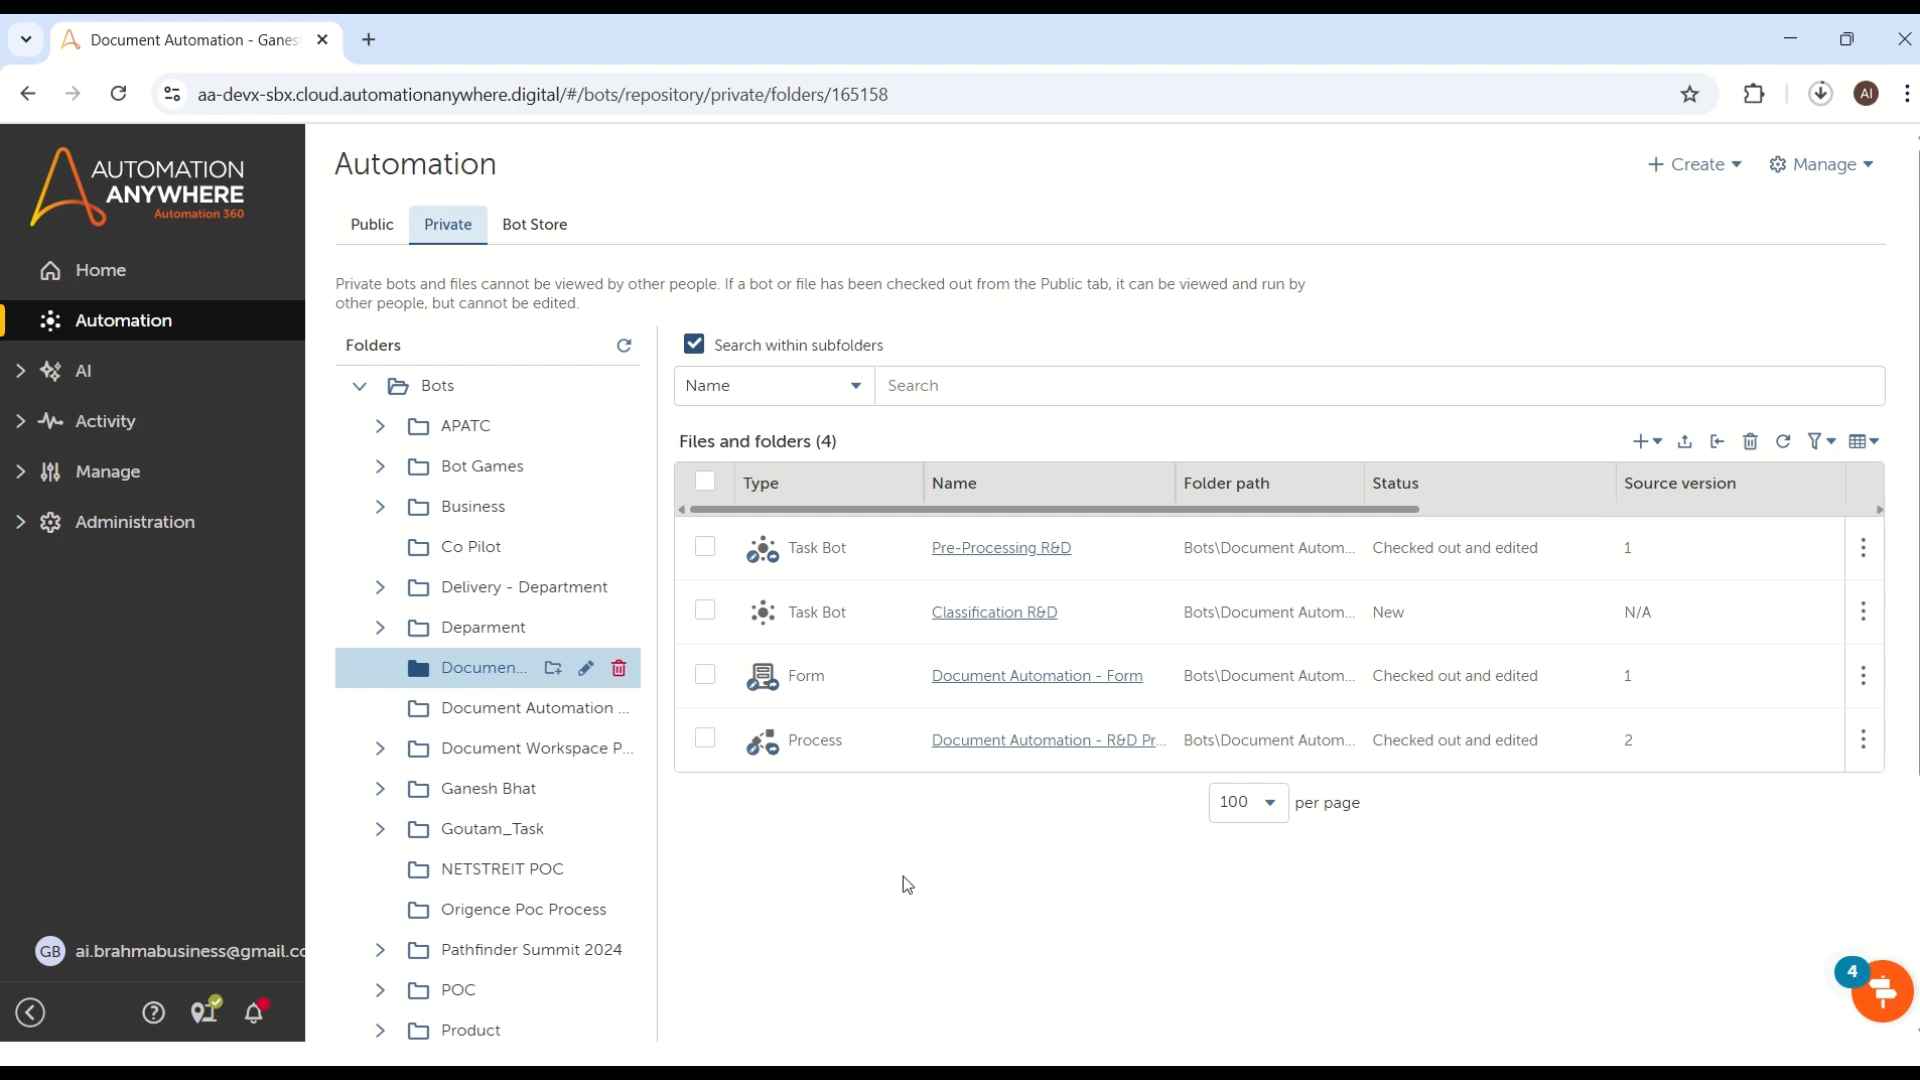 Document Automation - Ganes
aa-devx-sbx.cloud.automationanywhere.digital/#/bots/repository/private/folders/165158
AI
AUTOMATION
ANYWHERE
Automation 360
Home
Automation
AI
Activity
Manage
Administration
GB ai.brahmabusiness@gmail.co
Automation
Create
Manage
Public
Private
Bot Store
Private bots and files cannot be viewed by other people. If a bot or file has been checked out from the Public tab, it can be viewed and run by
other people, but cannot be edited.
Folders
Bots
APATC
Bot Games
Business
Co Pilot
Delivery - Department
Deparment
Documen...
Document Automation ...
Document Workspace P...
Ganesh Bhat
Goutam_Task
NETSTREIT POC
Origence Poc Process
Pathfinder Summit 2024
POC
Product
Search within subfolders
Name Search
Files and folders (4)
Type Name Folder path Status Source version
Task Bot Pre-Processing R&D Bots\Document Autom... Checked out and edited 1
Task Bot Classification R&D Bots\Document Autom... New N/A
Form Document Automation - Form Bots\Document Autom... Checked out and edited 1
Process Document Automation - R&D Pr... Bots\Document Autom... Checked out and edited 2
100 per page
4